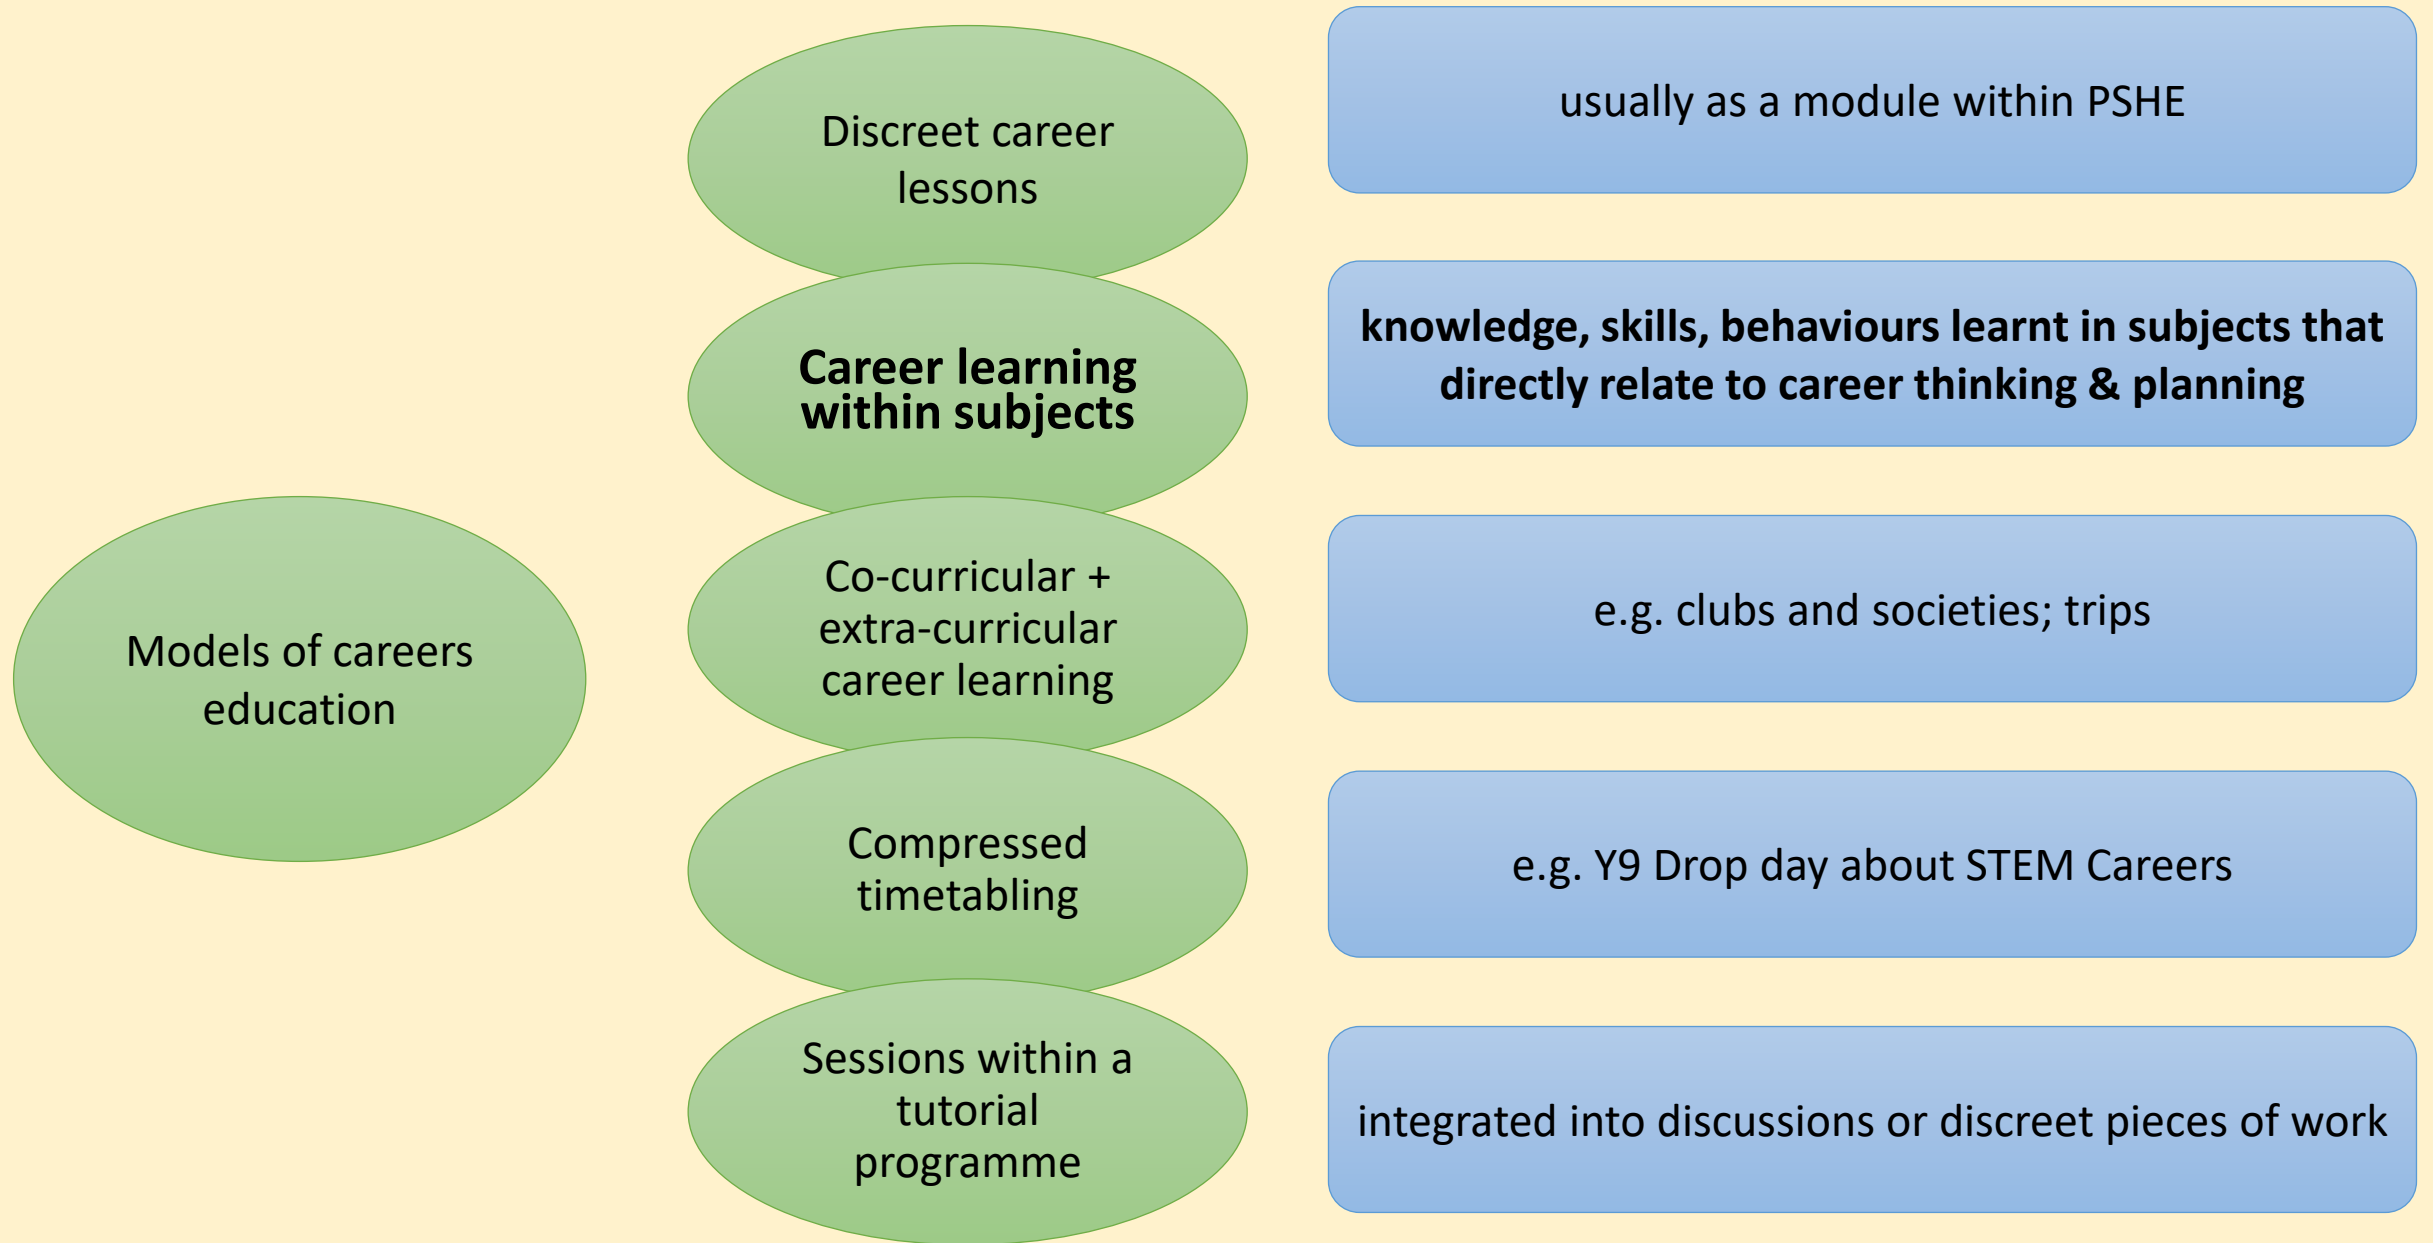 Models of careers
education
Discreet career
lessons
usually as a module within PSHE
Career learning
within subjects
knowledge, skills, behaviours learnt in subjects that
directly relate to career thinking & planning
Co-curricular +
extra-curricular
career learning
e.g. clubs and societies; trips
Compressed
timetabling
e.g. Y9 Drop day about STEM Careers
Sessions within a
tutorial
programme
integrated into discussions or discreet pieces of work